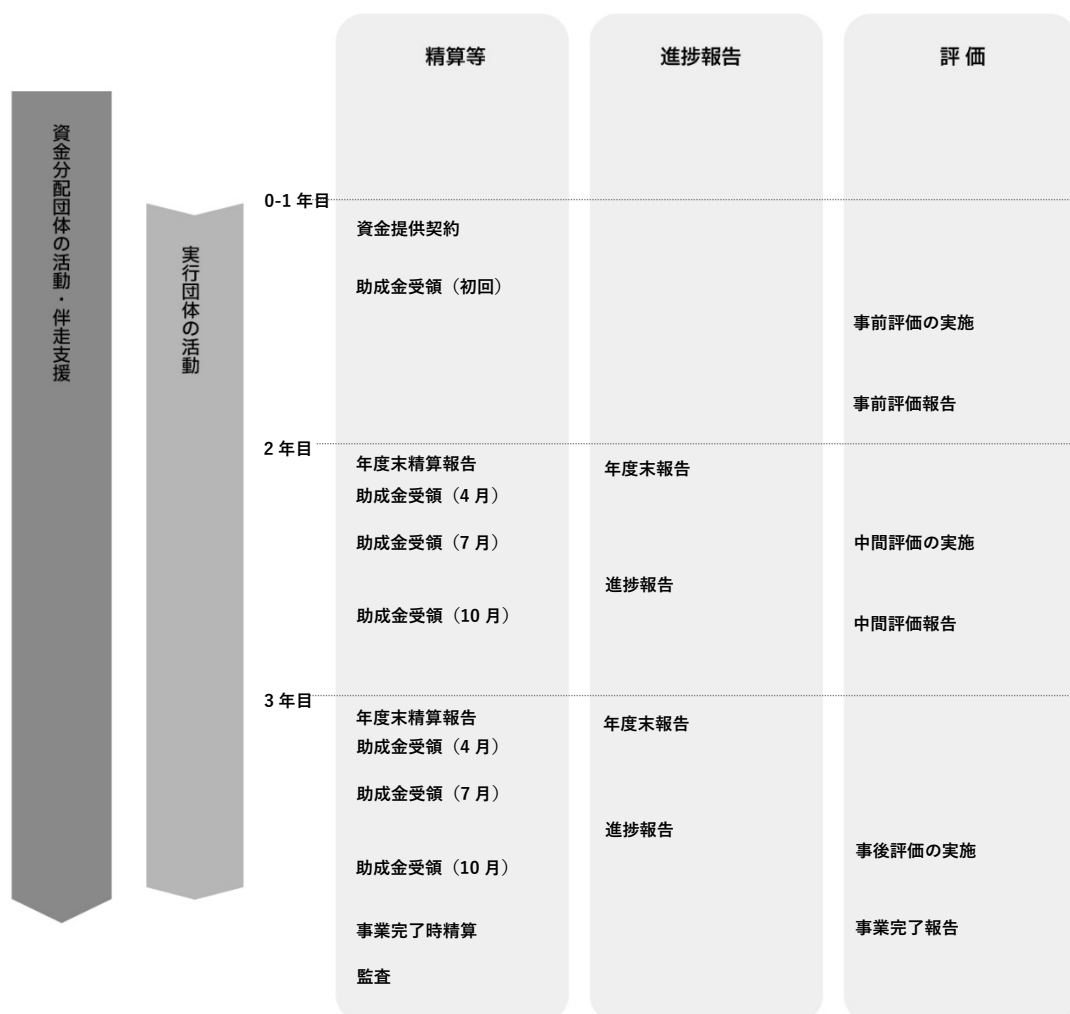 精算等
進捗報告
評 価
資金分配団体の活動・伴走支援
実行団体の活動
0-1 年目
資金提供契約
助成金受領（初回）
事前評価の実施
事前評価報告
2 年目
年度末精算報告
年度末報告
助成金受領（4 月）
助成金受領（7 月）
中間評価の実施
進捗報告
助成金受領（10 月）
中間評価報告
3 年目
年度末精算報告
年度末報告
助成金受領（4 月）
助成金受領（7 月）
進捗報告
事後評価の実施
助成金受領（10 月）
事業完了時精算
事業完了報告
監査